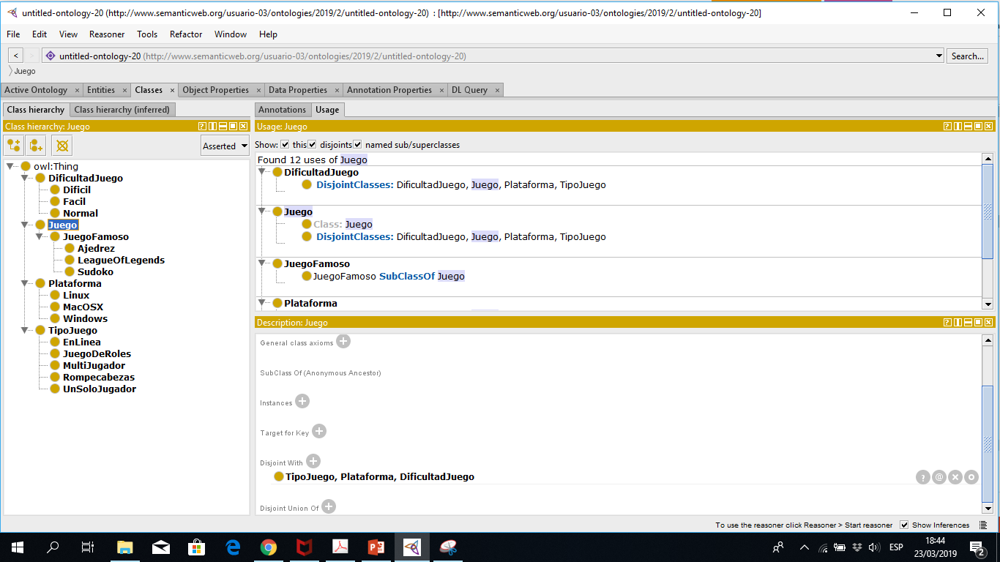 untitled-ontology-20 (http://www.semanticweb.org/usuario-03/ontologies/2019/2/untitled-ontology-20) : [http://www.semanticweb.org/usuario-03/ontologies/2019/2/untitled-ontology-20]
File Edit View Reasoner Tools Refactor Window Help
< > untitled-ontology-20 (http://www.semanticweb.org/usuario-03/ontologies/2019/2/untitled-ontology-20) Search...
Juego
Active Ontology × Entities × Classes × Object Properties × Data Properties × Annotation Properties × DL Query ×
Class hierarchy Class hierarchy (inferred)
Class hierarchy: Juego
Asserted
owl:Thing
DificultadJuego
Dificil
Facil
Normal
Juego
JuegoFamoso
Ajedrez
LeagueOfLegends
Sudoko
Plataforma
Linux
MacOSX
Windows
TipoJuego
EnLinea
JuegoDeRoles
MultiJugador
Rompecabezas
UnSoloJugador
Annotations Usage
Usage: Juego
Show: this disjoints named sub/superclasses
Found 12 uses of Juego
DificultadJuego
DisjointClasses: DificultadJuego, Juego, Plataforma, TipoJuego
Juego
Class: Juego
DisjointClasses: DificultadJuego, Juego, Plataforma, TipoJuego
JuegoFamoso
JuegoFamoso SubClassOf Juego
Plataforma
Description: Juego
General class axioms
SubClass Of (Anonymous Ancestor)
Instances
Target for Key
Disjoint With
TipoJuego, Plataforma, DificultadJuego
Disjoint Union Of
To use the reasoner click Reasoner > Start reasoner Show Inferences
ESP
18:44
23/03/2019
2